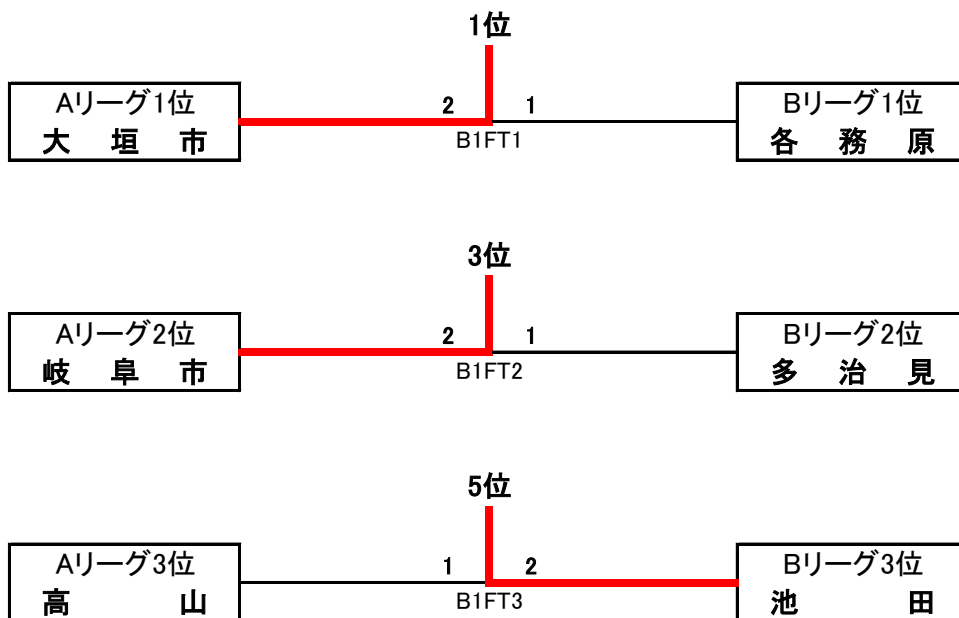 1位
Aリーグ1位
大垣市
2 1
B1FT1
Bリーグ1位
各務原
3位
Aリーグ2位
岐阜市
2 1
B1FT2
Bリーグ2位
多治見
5位
Aリーグ3位
高山
1 2
B1FT3
Bリーグ3位
池田